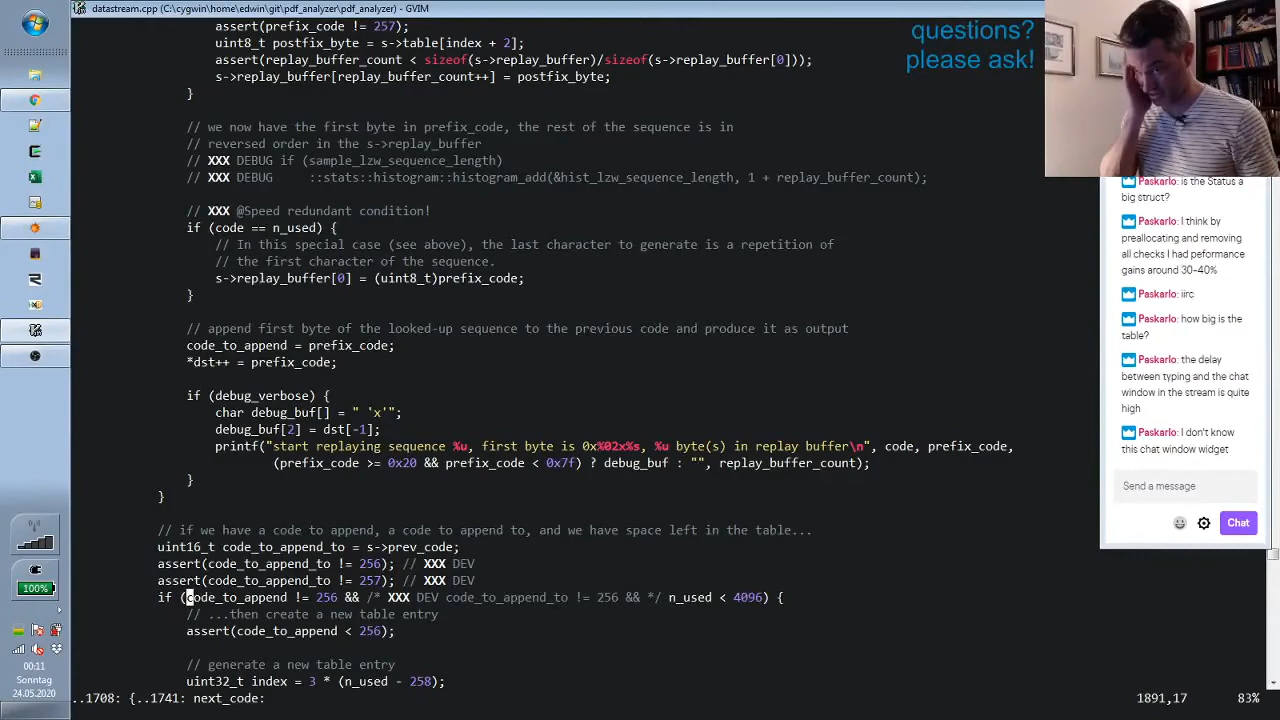 datastream.cpp (C:\cygwin\home\edwin\git\pdf_analyzer\pdf_analyzer) - GVIM
assert(prefix_code != 257);
uint8_t postfix_byte = s->table[index + 2];
assert(replay_buffer_count < sizeof(s->replay_buffer)/sizeof(s->replay_buffer[0]));
s->replay_buffer[replay_buffer_count++] = postfix_byte;
}
// we now have the first byte in prefix_code, the rest of the sequence is in
// reversed order in the s->replay_buffer
// XXX DEBUG if (sample_lzw_sequence_length)
// XXX DEBUG    ::stats::histogram::histogram_add(&hist_lzw_sequence_length, 1 + replay_buffer_count);
// XXX @Speed redundant condition!
if (code == n_used) {
// In this special case (see above), the last character to generate is a repetition of
// the first character of the sequence.
s->replay_buffer[0] = (uint8_t)prefix_code;
}
// append first byte of the looked-up sequence to the previous code and produce it as output
code_to_append = prefix_code;
*dst++ = prefix_code;
if (debug_verbose) {
char debug_buf[] = " 'x'";
debug_buf[2] = dst[-1];
printf("start replaying sequence %u, first byte is 0x%02x%s, %u byte(s) in replay buffer\n", code, prefix_code,
(prefix_code >= 0x20 && prefix_code < 0x7f) ? debug_buf : "", replay_buffer_count);
}
}
// if we have a code to append, a code to append to, and we have space left in the table...
uint16_t code_to_append_to = s->prev_code;
assert(code_to_append_to != 256); // XXX DEV
assert(code_to_append_to != 257); // XXX DEV
if (code_to_append != 256 && /* XXX DEV code_to_append_to != 256 && */ n_used < 4096) {
// ...then create a new table entry
assert(code_to_append < 256);
// generate a new table entry
uint32_t index = 3 * (n_used - 258);
..1708: {..1741: next_code:
1891,17
83%
questions?
please ask!
Paskarlo: is the Status a
big struct?
Paskarlo: I think by
preallocating and removing
all checks I had peformance
gains around 30-40%
Paskarlo: iirc
Paskarlo: how big is the
table?
Paskarlo: the delay
between typing and the chat
window in the stream is quite
high
Paskarlo: I don't know
this chat window widget
Send a message
Chat
100%
00:11
Sonntag
24.05.2020